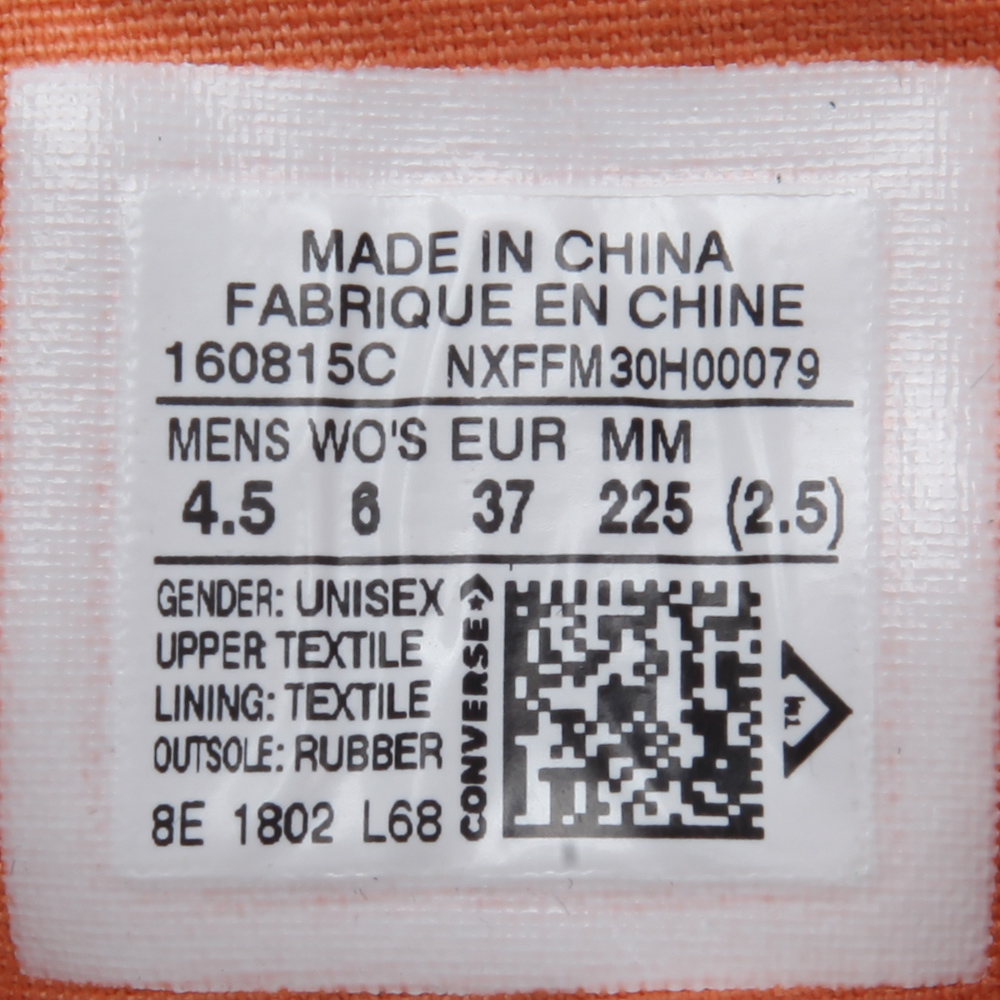 MADE IN CHINA
FABRIQUE EN CHINE
160815C NXFFM30H00079
MENS WO'S EUR MM
4.5 6 37 225 (2.5)
GENDER: UNISEX
UPPER: TEXTILE
LINING: TEXTILE
OUTSOLE: RUBBER
8E 1802 L68
CONVERSE